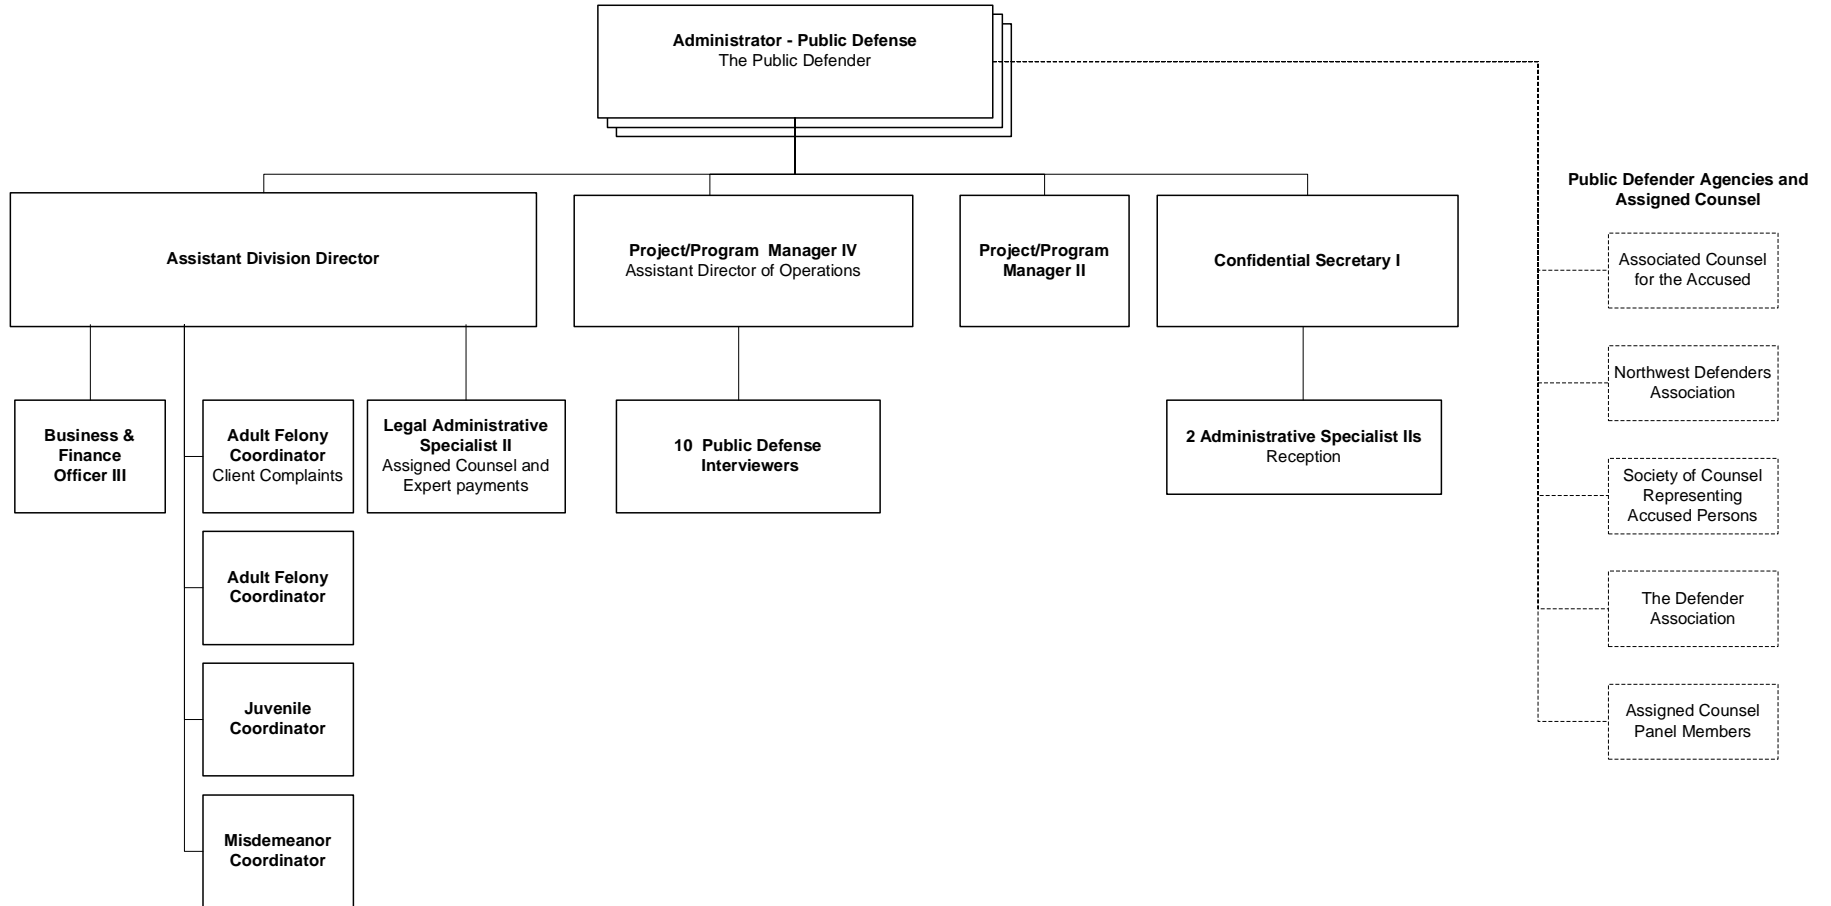 Administrator - Public Defense
The Public Defender
Public Defender Agencies and
Assigned Counsel
Assistant Division Director
Project/Program  Manager IV
Assistant Director of Operations
Project/Program
Manager II
Confidential Secretary I
Associated Counsel
for the Accused
Northwest Defenders
Association
Society of Counsel
Representing
Accused Persons
The Defender
Association
Assigned Counsel
Panel Members
Business &
Finance
Officer III
Adult Felony
Coordinator
Client Complaints
Legal Administrative
Specialist II
Assigned Counsel and
Expert payments
10  Public Defense
Interviewers
2 Administrative Specialist IIs
Reception
Adult Felony
Coordinator
Juvenile
Coordinator
Misdemeanor
Coordinator